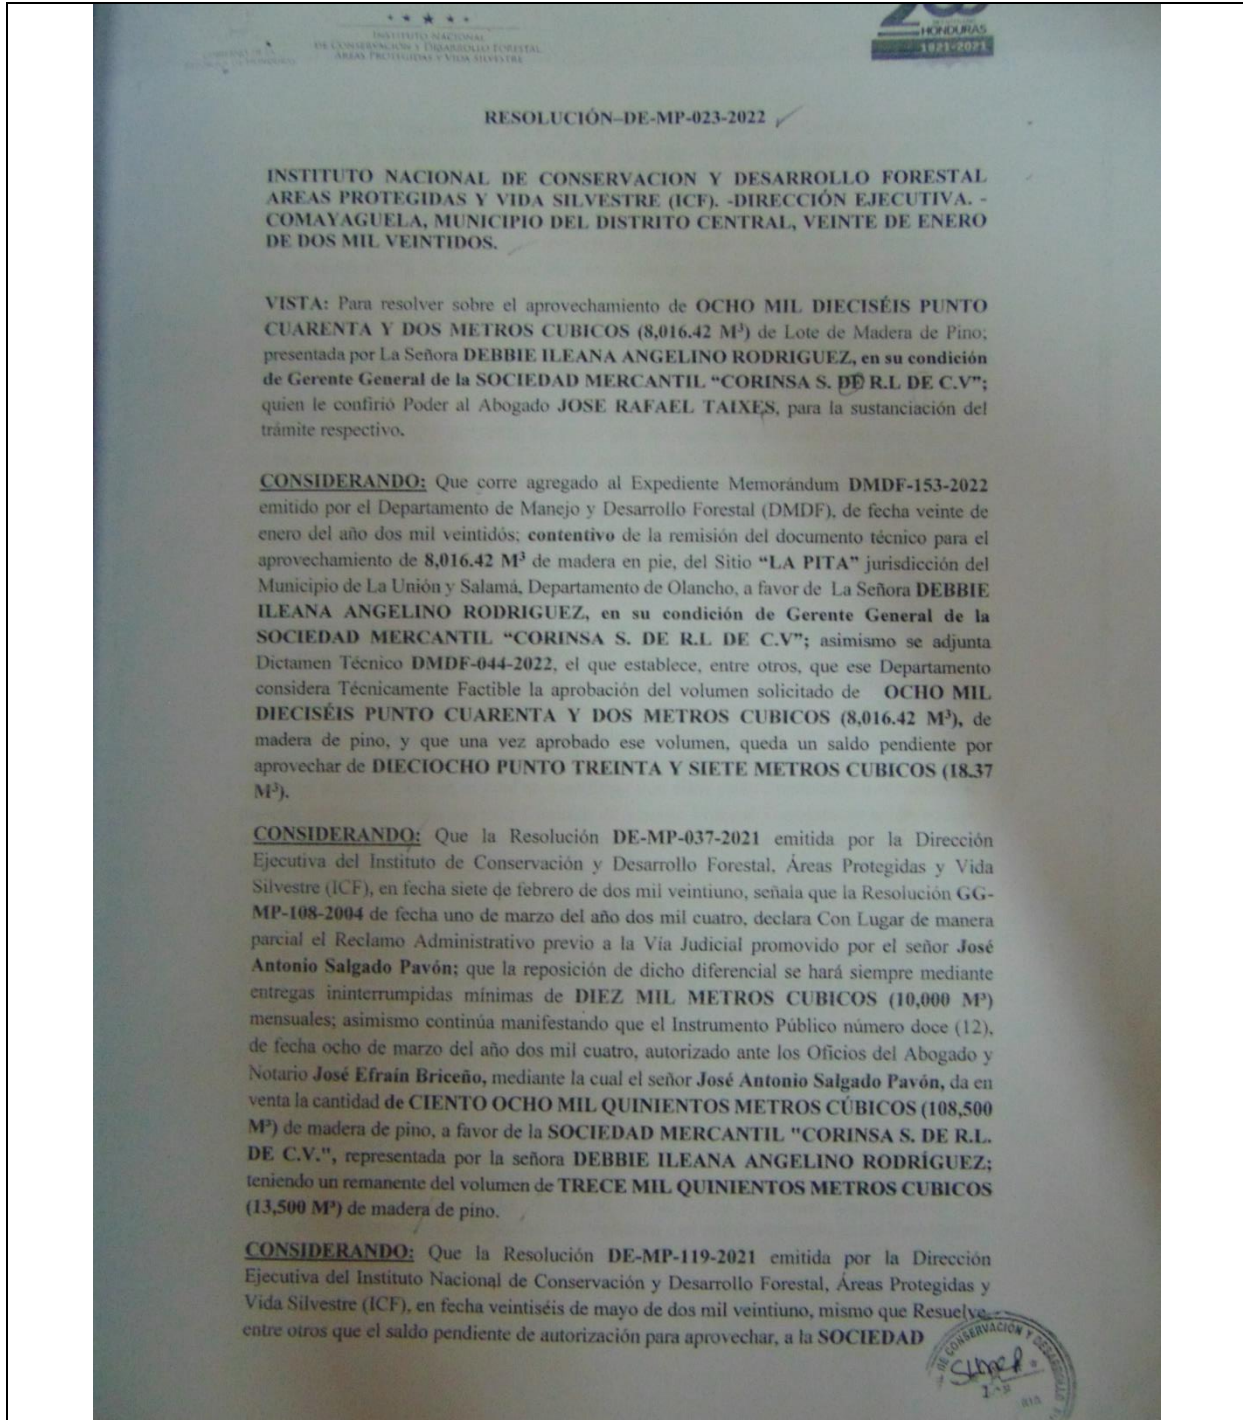 INSTITUTO NACIONAL
DE CONSERVACIÓN Y DESARROLLO FORESTAL
ÁREAS PROTEGIDAS Y VIDA SILVESTRE
HONDURAS
1821-2021
RESOLUCIÓN–DE-MP-023-2022
INSTITUTO NACIONAL DE CONSERVACION Y DESARROLLO FORESTAL
AREAS PROTEGIDAS Y VIDA SILVESTRE (ICF). -DIRECCIÓN EJECUTIVA. -
COMAYAGUELA, MUNICIPIO DEL DISTRITO CENTRAL, VEINTE DE ENERO
DE DOS MIL VEINTIDOS.
VISTA: Para resolver sobre el aprovechamiento de OCHO MIL DIECISÉIS PUNTO
CUARENTA Y DOS METROS CUBICOS (8,016.42 M³) de Lote de Madera de Pino;
presentada por La Señora DEBBIE ILEANA ANGELINO RODRIGUEZ, en su condición
de Gerente General de la SOCIEDAD MERCANTIL “CORINSA S. DE R.L DE C.V”;
quien le confirió Poder al Abogado JOSE RAFAEL TAIXES, para la sustanciación del
trámite respectivo.
CONSIDERANDO: Que corre agregado al Expediente Memorándum DMDF-153-2022
emitido por el Departamento de Manejo y Desarrollo Forestal (DMDF), de fecha veinte de
enero del año dos mil veintidós; contentivo de la remisión del documento técnico para el
aprovechamiento de 8,016.42 M³ de madera en pie, del Sitio “LA PITA” jurisdicción del
Municipio de La Unión y Salamá, Departamento de Olancho, a favor de La Señora DEBBIE
ILEANA ANGELINO RODRIGUEZ, en su condición de Gerente General de la
SOCIEDAD MERCANTIL “CORINSA S. DE R.L DE C.V”; asimismo se adjunta
Dictamen Técnico DMDF-044-2022, el que establece, entre otros, que ese Departamento
considera Técnicamente Factible la aprobación del volumen solicitado de OCHO MIL
DIECISÉIS PUNTO CUARENTA Y DOS METROS CUBICOS (8,016.42 M³), de
madera de pino, y que una vez aprobado ese volumen, queda un saldo pendiente por
aprovechar de DIECIOCHO PUNTO TREINTA Y SIETE METROS CUBICOS (18.37
M³).
CONSIDERANDO: Que la Resolución DE-MP-037-2021 emitida por la Dirección
Ejecutiva del Instituto de Conservación y Desarrollo Forestal, Áreas Protegidas y Vida
Silvestre (ICF), en fecha siete de febrero de dos mil veintiuno, señala que la Resolución GG-
MP-108-2004 de fecha uno de marzo del año dos mil cuatro, declara Con Lugar de manera
parcial el Reclamo Administrativo previo a la Vía Judicial promovido por el señor José
Antonio Salgado Pavón; que la reposición de dicho diferencial se hará siempre mediante
entregas ininterrumpidas mínimas de DIEZ MIL METROS CUBICOS (10,000 M³)
mensuales; asimismo continúa manifestando que el Instrumento Público número doce (12),
de fecha ocho de marzo del año dos mil cuatro, autorizado ante los Oficios del Abogado y
Notario José Efraín Briceño, mediante la cual el señor José Antonio Salgado Pavón, da en
venta la cantidad de CIENTO OCHO MIL QUINIENTOS METROS CÚBICOS (108,500
M³) de madera de pino, a favor de la SOCIEDAD MERCANTIL "CORINSA S. DE R.L.
DE C.V.", representada por la señora DEBBIE ILEANA ANGELINO RODRÍGUEZ;
teniendo un remanente del volumen de TRECE MIL QUINIENTOS METROS CUBICOS
(13,500 M³) de madera de pino.
CONSIDERANDO: Que la Resolución DE-MP-119-2021 emitida por la Dirección
Ejecutiva del Instituto Nacional de Conservación y Desarrollo Forestal, Áreas Protegidas y
Vida Silvestre (ICF), en fecha veintiséis de mayo de dos mil veintiuno, mismo que Resuelve
entre otros que el saldo pendiente de autorización para aprovechar, a la SOCIEDAD
DE CONSERVACIÓN Y